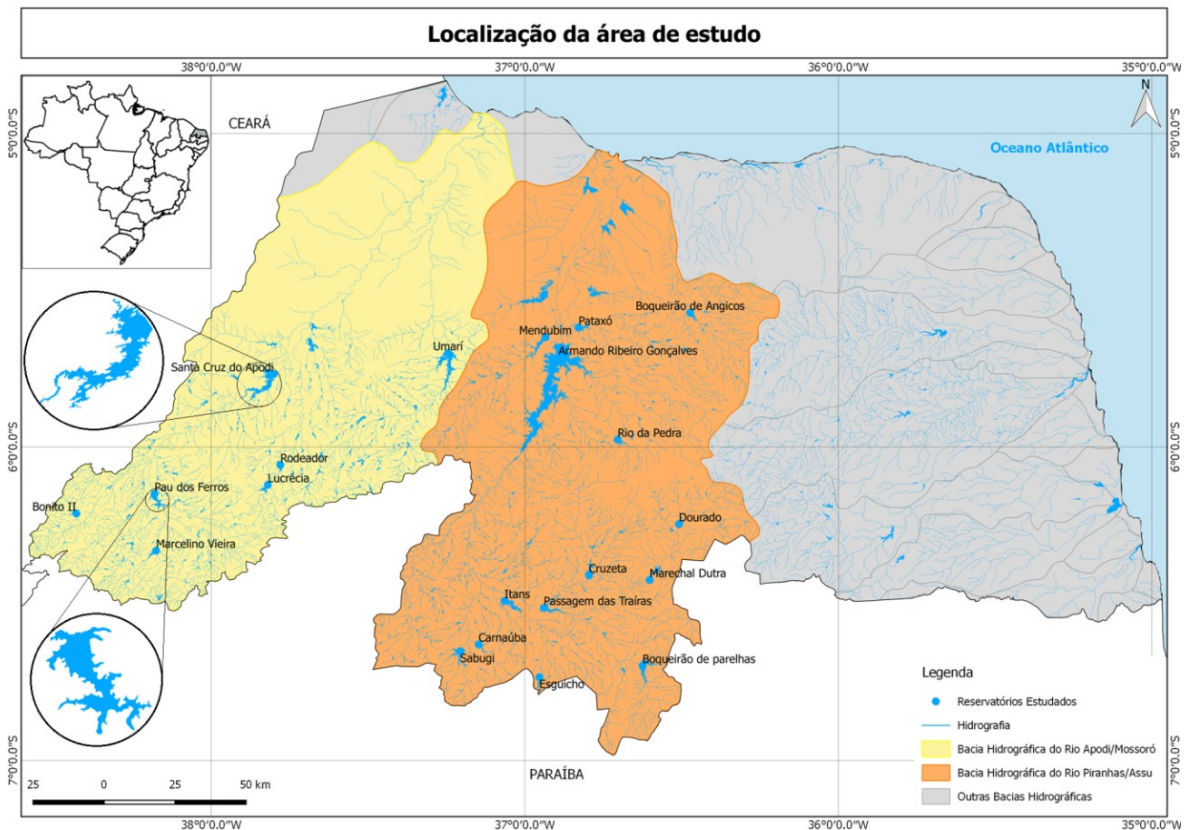 Localização da área de estudo
38°0.0.0"W
37°0.0.0"W
36°0.0.0"W
35°0.0.0"W
N
CEARÁ
5°0.0.0"S
5°0.0.0"S
Oceano Atlântico
Boqueirão de Angicos
Pataxó
Mendubim
Umarí
Armando Ribeiro Gonçalves
Santa Cruz do Apodi
Rio da Pedra
6°0.0.0"S
6°0.0.0"S
Rodeador
Lucrécia
Pau dos Ferros
Bonito II
Dourado
Marcelino Vieira
Cruzeta
Marechal Dutra
Itans
Passagem das Traíras
Carnaúba
Sabugi
Boqueirão de parelhas
Esguicho
Legenda
Reservatórios Estudados
Hidrografia
Bacia Hidrográfica do Rio Apodi/Mossoró
Bacia Hidrográfica do Rio Piranhas/Assu
Outras Bacias Hidrográficas
7°0.0.0"S
7°0.0.0"S
PARAÍBA
25 0 25 50 km
38°0.0.0"W
37°0.0.0"W
36°0.0.0"W
35°0.0.0"W